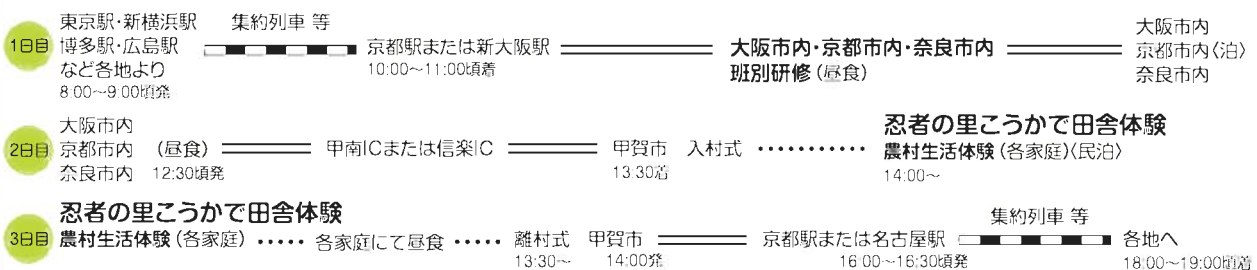 1日目
東京駅・新横浜駅
博多駅・広島駅
など各地より
8:00〜9:00頃発
集約列車 等
京都駅または新大阪駅
10:00〜11:00頃着
大阪市内・京都市内・奈良市内
班別研修(昼食)
大阪市内
京都市内〈泊〉
奈良市内
2日目
大阪市内
京都市内 (昼食)
奈良市内 12:30頃発
甲南ICまたは信楽IC
甲賀市 入村式
13:30着
忍者の里こうかで田舎体験
農村生活体験(各家庭)〈民泊〉
14:00〜
3日目
忍者の里こうかで田舎体験
農村生活体験(各家庭)
各家庭にて昼食
離村式 甲賀市
13:30〜 14:00発
京都駅または名古屋駅
16:00〜16:30頃発
集約列車 等
各地へ
18:00〜19:00頃着